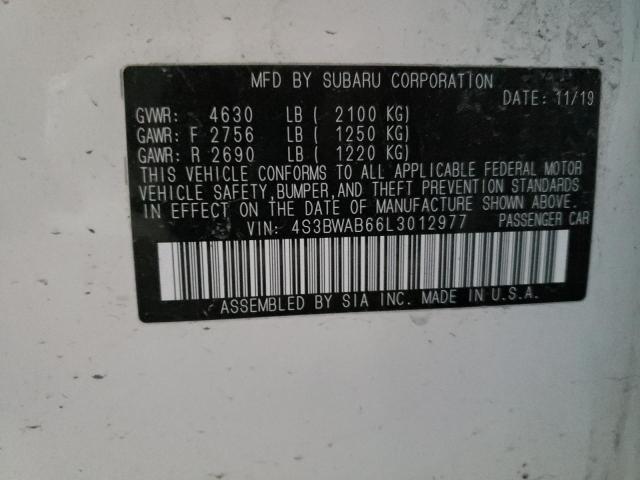 MFD BY SUBARU CORPORATION
DATE: 11/19
GVWR: 4630 LB ( 2100 KG)
GAWR: F 2756 LB ( 1250 KG)
GAWR: R 2690 LB ( 1220 KG)
THIS VEHICLE CONFORMS TO ALL APPLICABLE FEDERAL MOTOR
VEHICLE SAFETY,BUMPER,AND THEFT PREVENTION STANDARDS
IN EFFECT ON THE DATE OF MANUFACTURE SHOWN ABOVE.
VIN: 4S3BWAB66L3012977 PASSENGER CAR
ASSEMBLED BY SIA INC. MADE IN U.S.A.